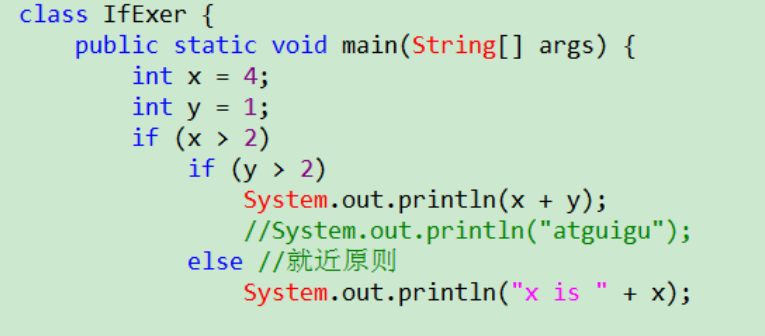 class IfExer {
public static void main(String[] args) {
int x = 4;
int y = 1;
if (x > 2)
if (y > 2)
System.out.println(x + y);
//System.out.println("atguigu");
else //就近原则
System.out.println("x is " + x);